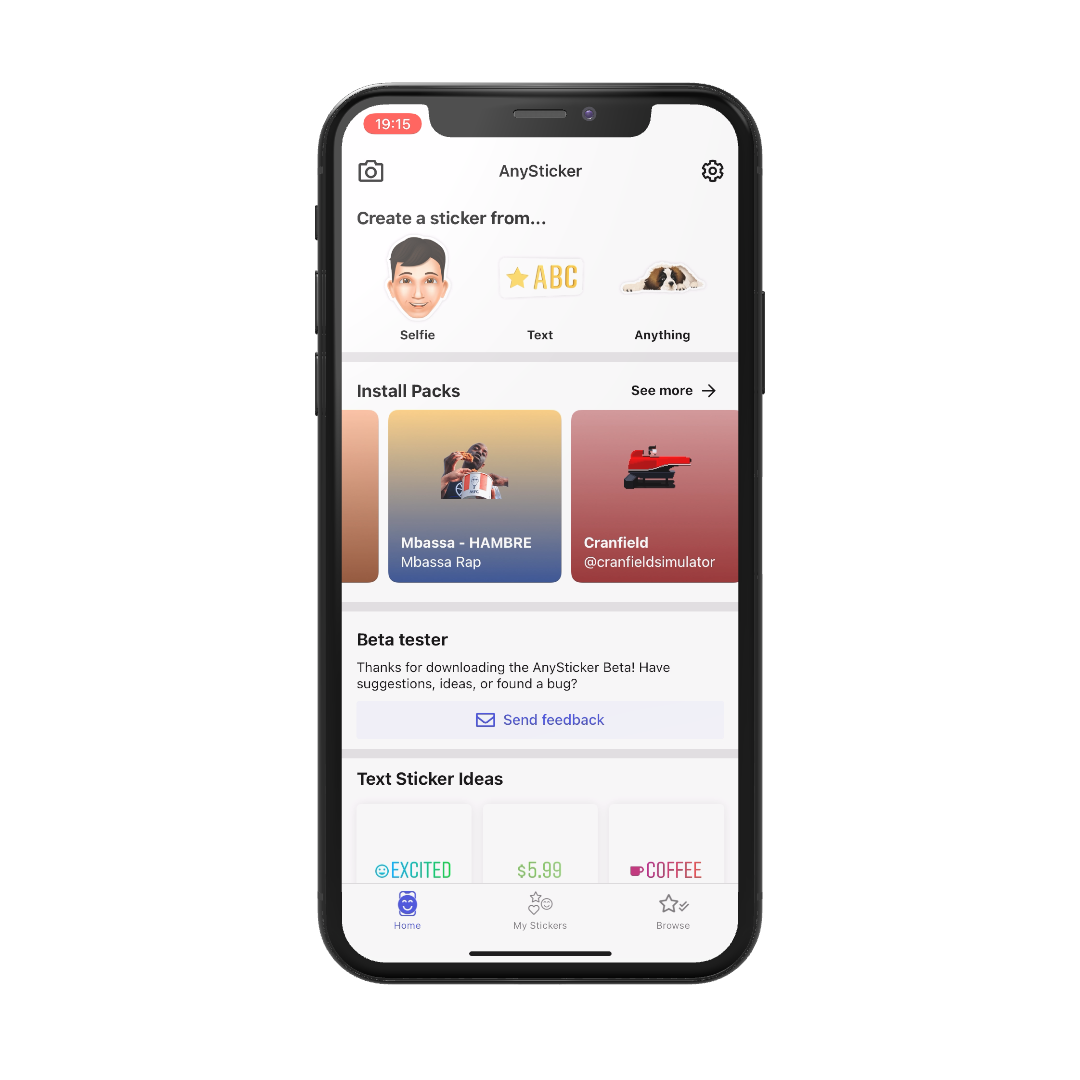 19:15
AnySticker
Create a sticker from...
ABC
Selfie
Text
Anything
Install Packs
See more
Mbassa - HAMBRE
Mbassa Rap
Cranfield
@cranfieldsimulator
Beta tester
Thanks for downloading the AnySticker Beta! Have
suggestions, ideas, or found a bug?
Send feedback
Text Sticker Ideas
EXCITED
$5.99
COFFEE
Home
My Stickers
Browse